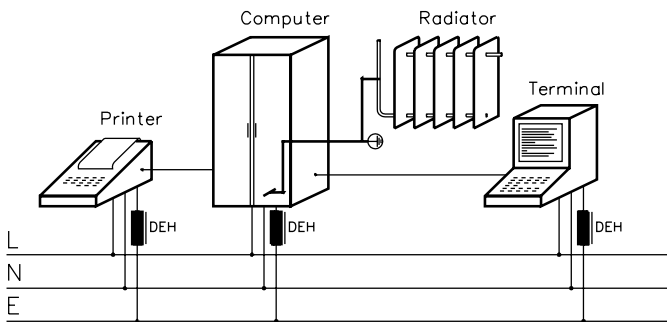 Computer
Radiator
Terminal
Printer
DEH
DEH
DEH
L
N
E